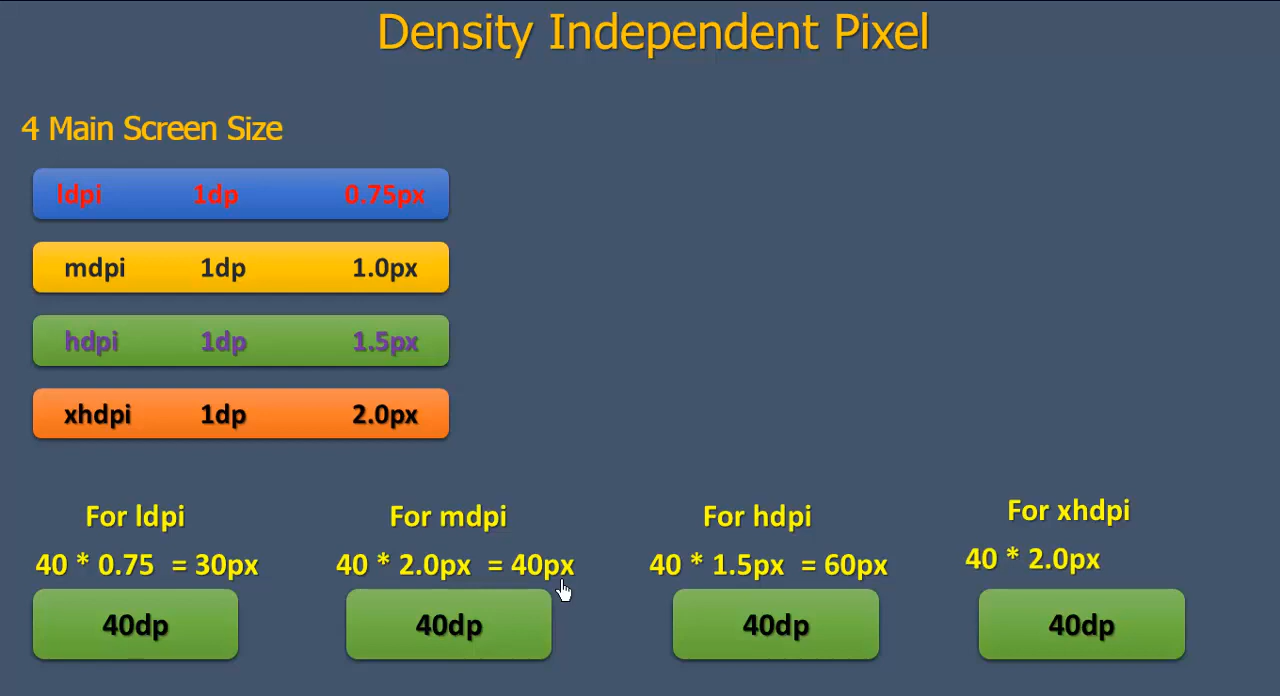 Density Independent Pixel
4 Main Screen Size
ldpi 1dp 0.75px
mdpi 1dp 1.0px
hdpi 1dp 1.5px
xhdpi 1dp 2.0px
For ldpi
40 * 0.75 = 30px
40dp
For mdpi
40 * 2.0px = 40px
40dp
For hdpi
40 * 1.5px = 60px
40dp
For xhdpi
40 * 2.0px
40dp